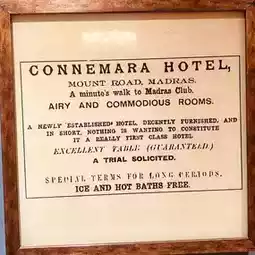 CONNEMARA HOTEL,
MOUNT ROAD, MADRAS.
A minute's walk to Madras Club.
AIRY AND COMMODIOUS ROOMS.
A NEWLY ESTABLISHED HOTEL, DECENTLY FURNISHED, AND
IN SHORT, NOTHING IS WANTING TO CONSTITUTE
IT A REALLY FIRST CLASS HOTEL
EXCELLENT TABLE (GUARANTEED.)
A TRIAL SOLICITED.
SPECIAL TERMS FOR LONG PERIODS.
ICE AND HOT BATHS FREE.